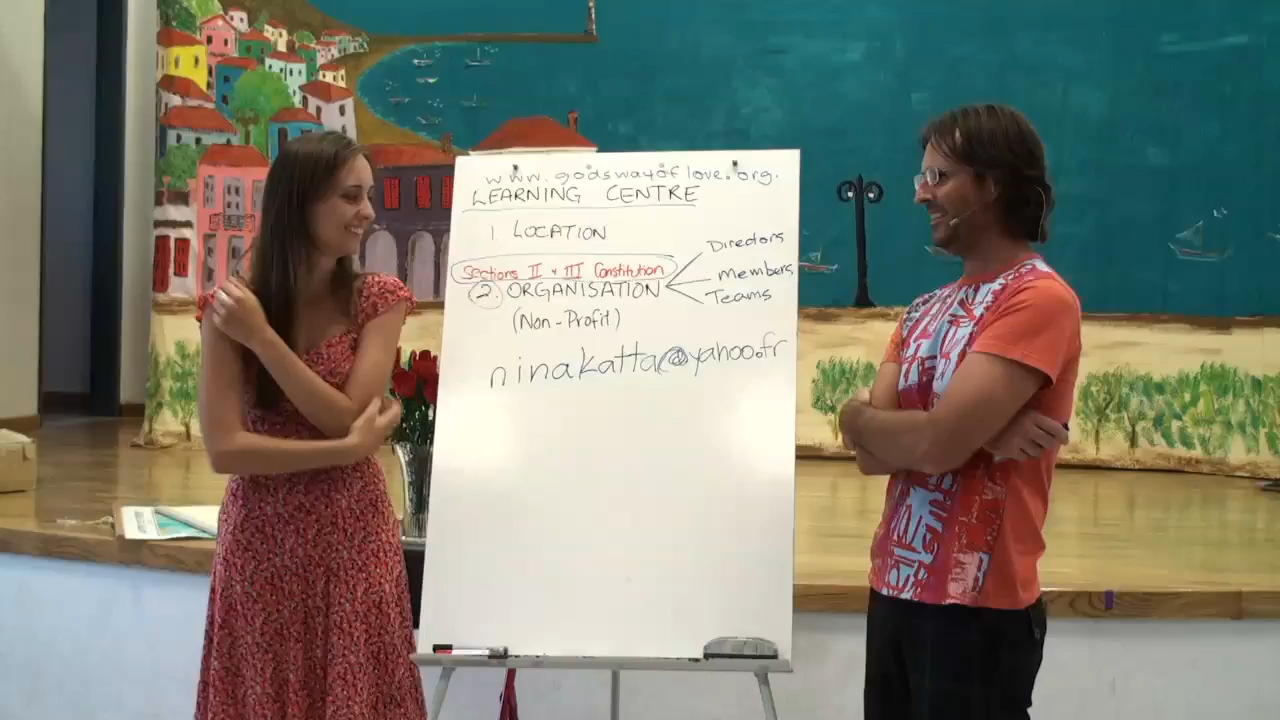 www.godswayoflove.org.
LEARNING CENTRE
1. LOCATION
Sections II & III Constitution
2. ORGANISATION
Directors
members
Teams
(Non-Profit)
ninakatta@yahoo.fr